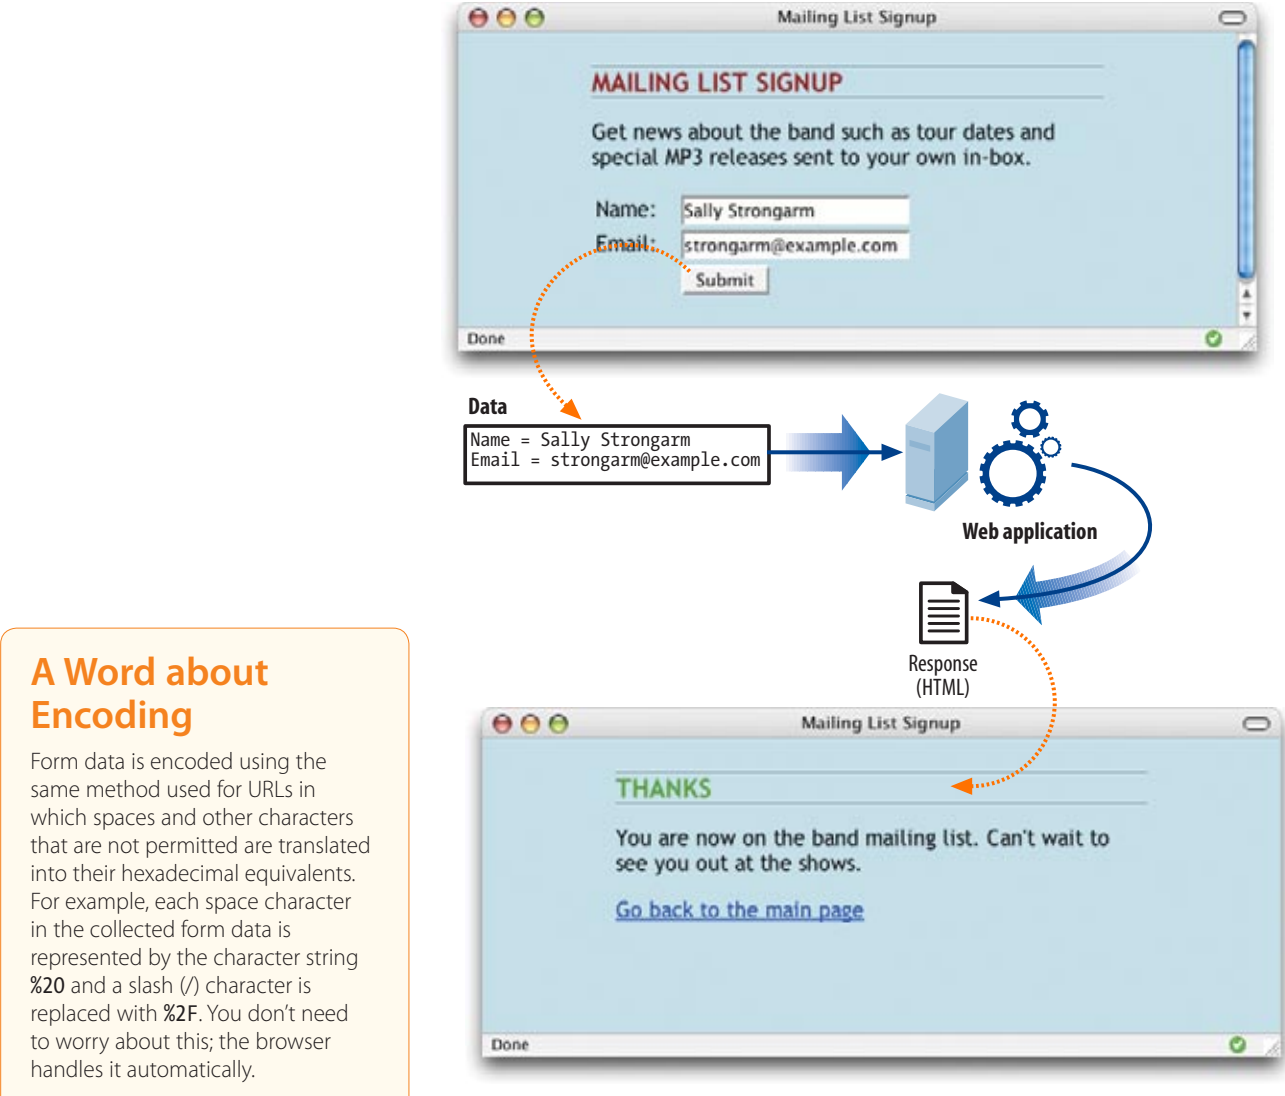 Mailing List Signup
MAILING LIST SIGNUP
Get news about the band such as tour dates and
special MP3 releases sent to your own in-box.
Name: Sally Strongarm
Email: strongarm@example.com
Submit
Done
Data
Name = Sally Strongarm
Email = strongarm@example.com
Web application
Response
(HTML)
A Word about
Encoding
Form data is encoded using the
same method used for URLs in
which spaces and other characters
that are not permitted are translated
into their hexadecimal equivalents.
For example, each space character
in the collected form data is
represented by the character string
%20 and a slash (/) character is
replaced with %2F. You don’t need
to worry about this; the browser
handles it automatically.
Mailing List Signup
THANKS
You are now on the band mailing list. Can't wait to
see you out at the shows.
Go back to the main page
Done